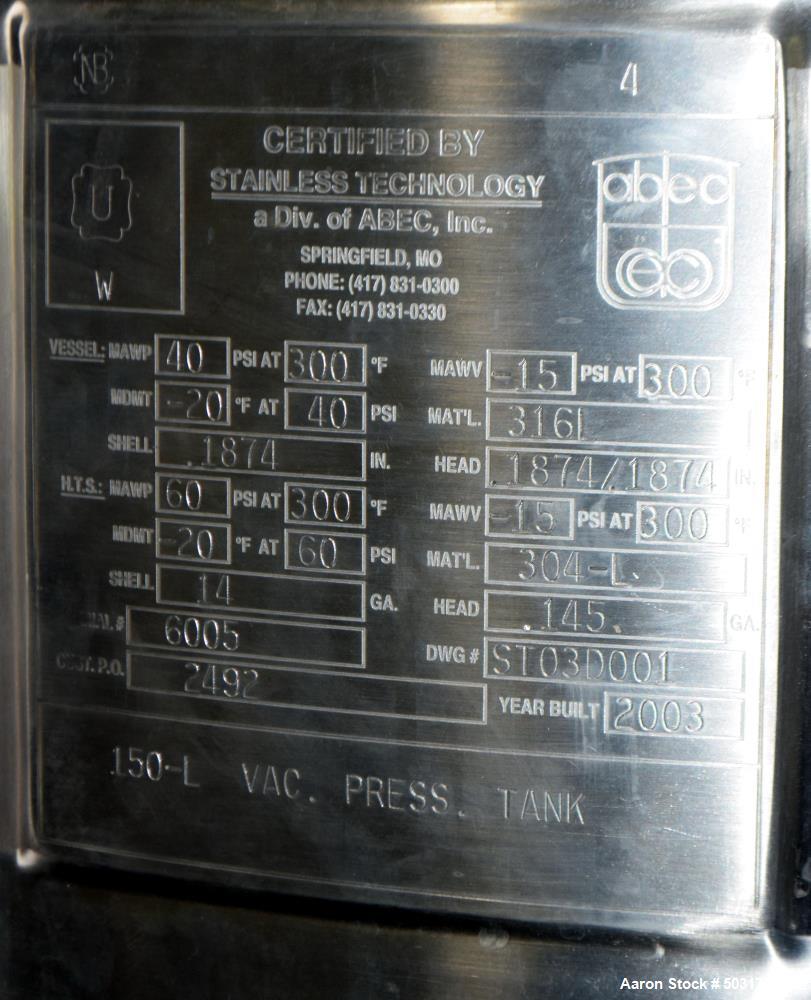 NB 4
U
W
CERTIFIED BY
STAINLESS TECHNOLOGY
a Div. of ABEC, Inc.
SPRINGFIELD, MO
PHONE: (417) 831-0300
FAX: (417) 831-0330
abec
ec
VESSEL: MAWP 40 PSI AT 300 °F MAWV -15 PSI AT 300 °F
MDMT -20 °F AT 40 PSI MAT'L. 316L
SHELL .1874 IN. HEAD .1874/.1874 IN.
H.T.S.: MAWP 60 PSI AT 300 °F MAWV -15 PSI AT 300 °F
MDMT -20 °F AT 60 PSI MAT'L. 304-L
SHELL 14 GA. HEAD .145 GA.
6005 DWG # ST03D001
CUST. P.O. 2492 YEAR BUILT 2003
150-L VAC. PRESS. TANK
Aaron Stock #